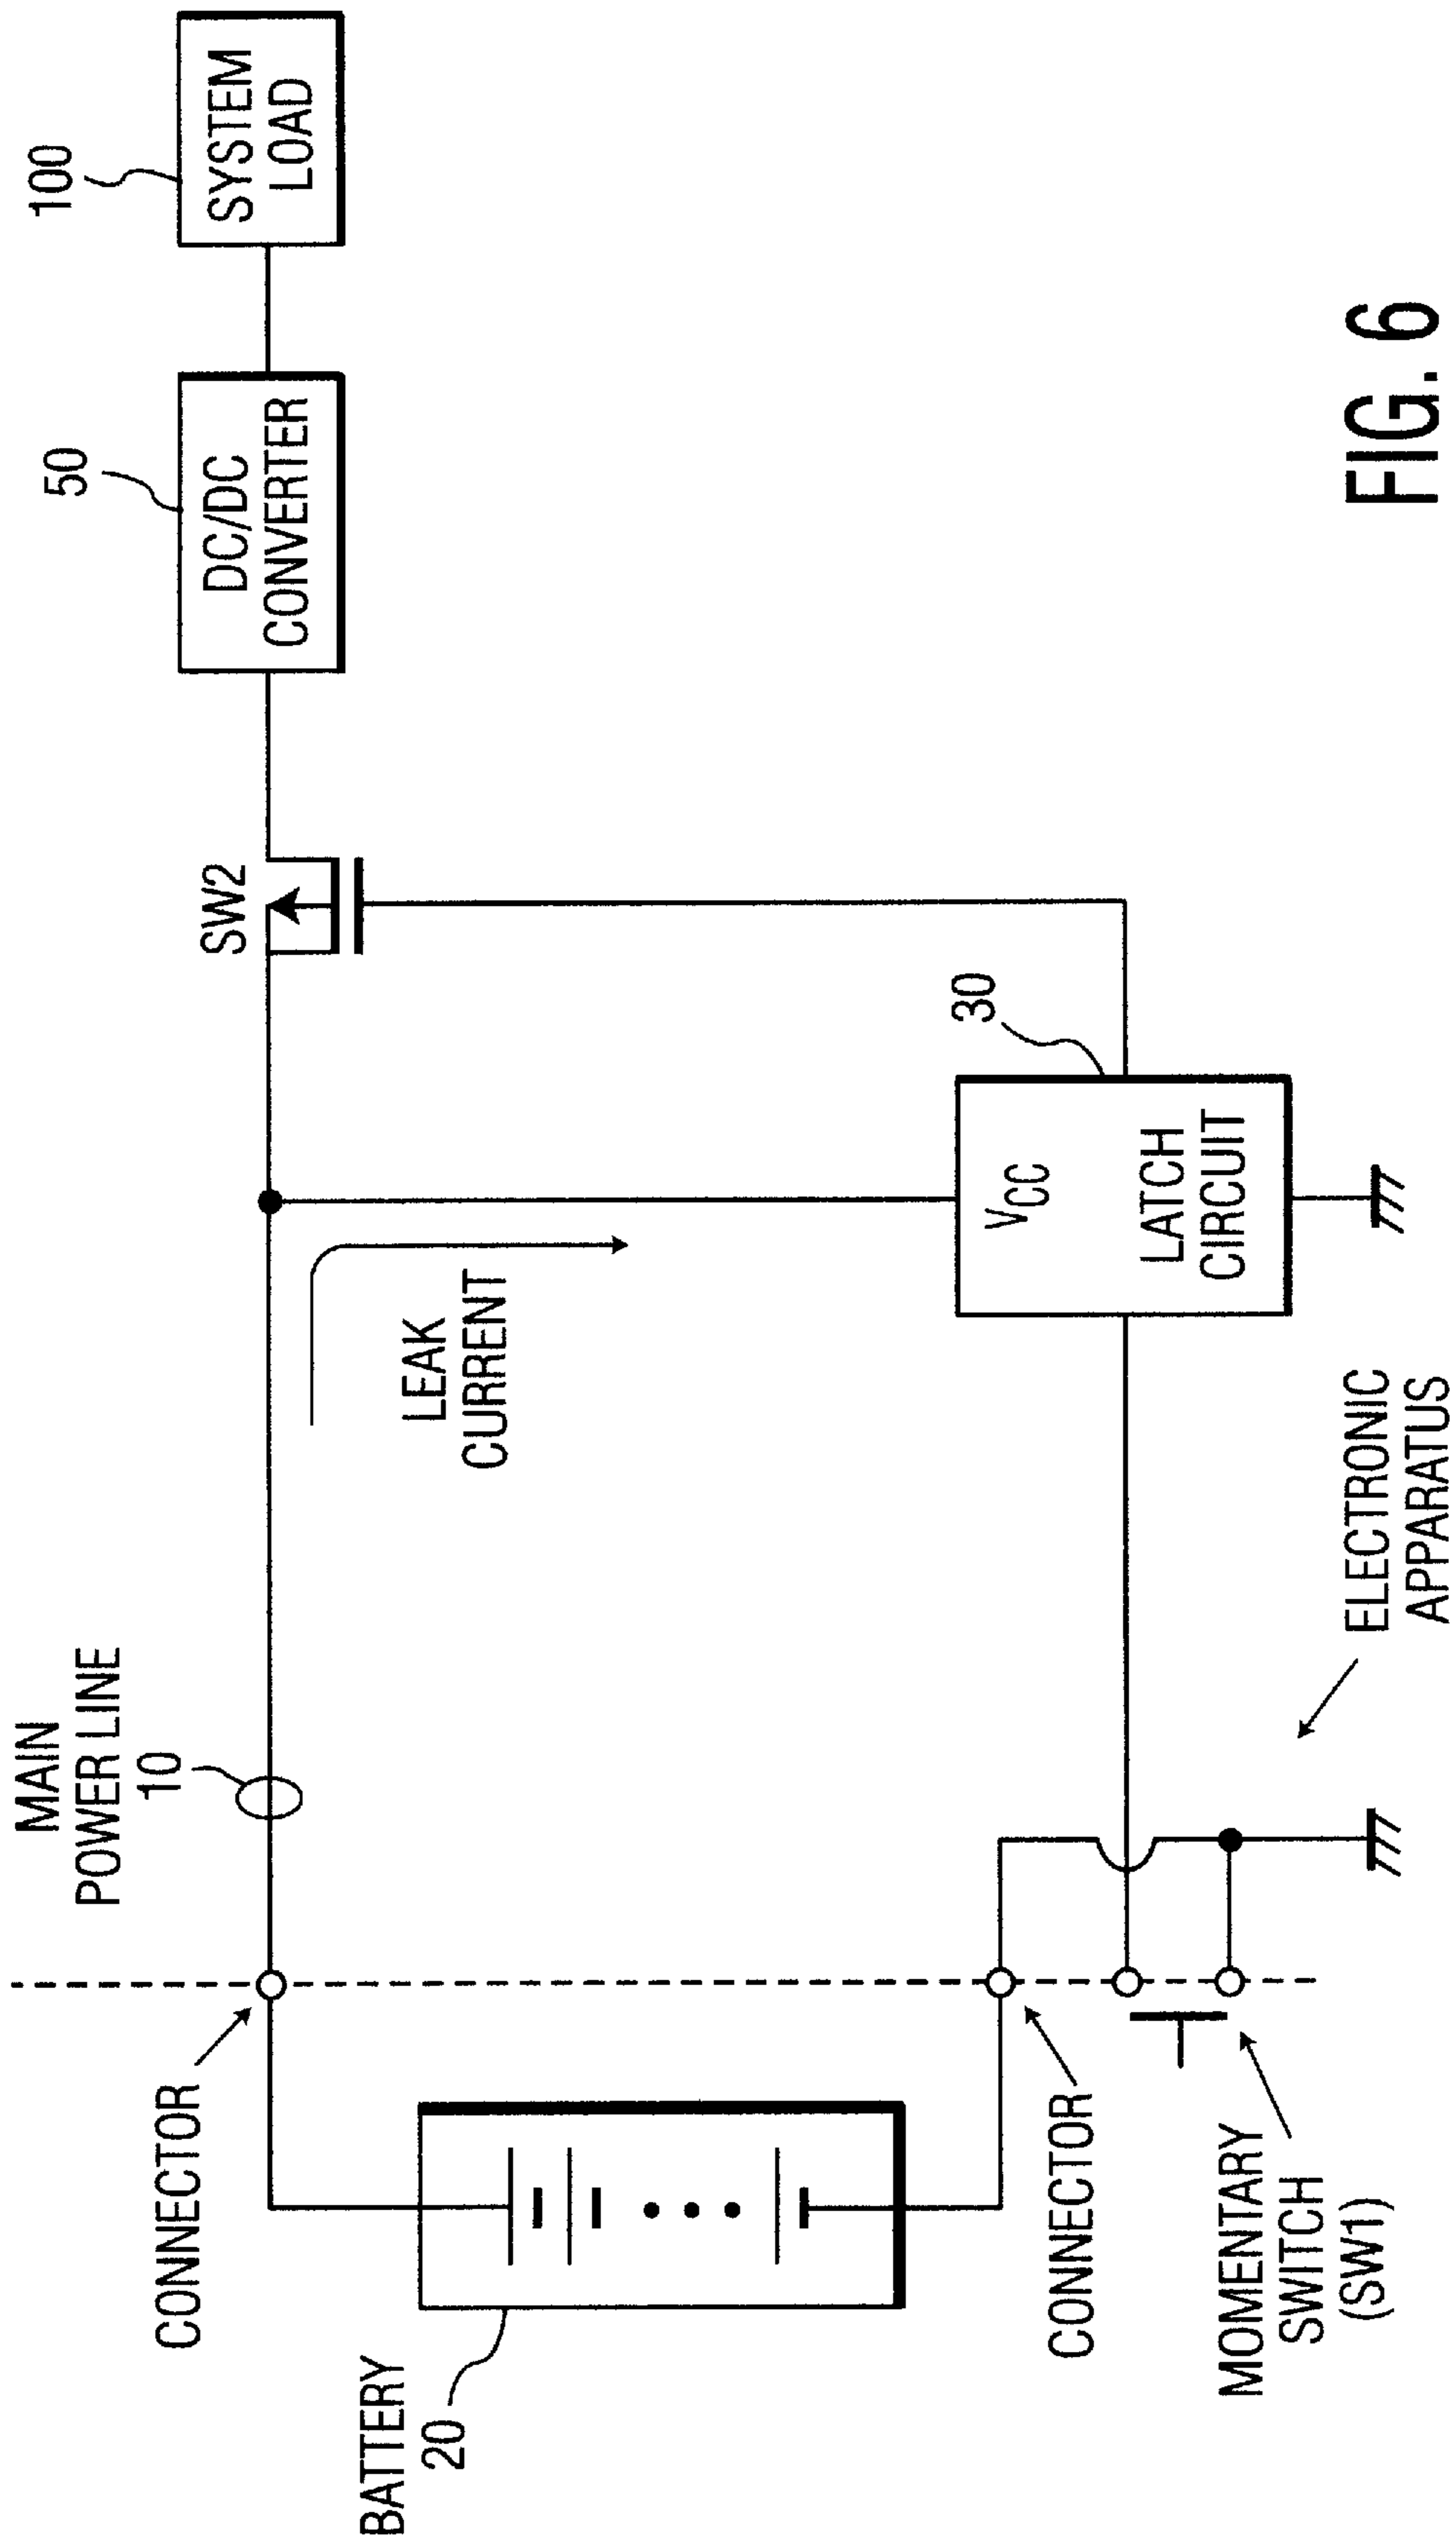 MAIN
POWER LINE
10
CONNECTOR
BATTERY
20
LEAK
CURRENT
SW2
50
DC/DC
CONVERTER
100
SYSTEM
LOAD
30
VCC
LATCH
CIRCUIT
CONNECTOR
MOMENTARY
SWITCH
(SW1)
ELECTRONIC
APPARATUS
FIG. 6